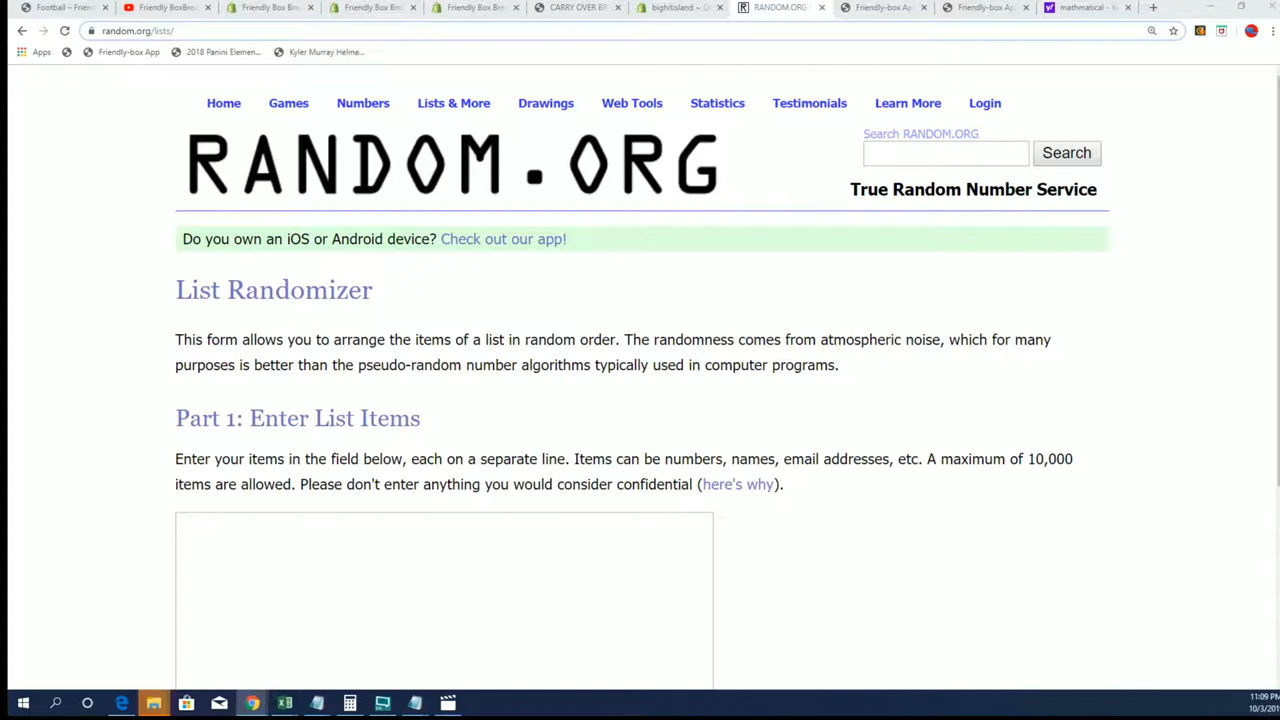 Football – Friend
Friendly BoxBrea
Friendly Box Bre
Friendly Box Bre
Friendly Box Bre
CARRY OVER BR
bighitisland ~ O
RANDOM.ORG
Friendly-box Ap
Friendly-box Ap
mathmatical - K
random.org/lists/
Apps
Friendly-box App
2018 Panini Elemen...
Kyler Murray Helme...
Home
Games
Numbers
Lists & More
Drawings
Web Tools
Statistics
Testimonials
Learn More
Login
RANDOM.ORG
Search RANDOM.ORG
Search
True Random Number Service
Do you own an iOS or Android device? Check out our app!
List Randomizer
This form allows you to arrange the items of a list in random order. The randomness comes from atmospheric noise, which for many
purposes is better than the pseudo-random number algorithms typically used in computer programs.
Part 1: Enter List Items
Enter your items in the field below, each on a separate line. Items can be numbers, names, email addresses, etc. A maximum of 10,000
items are allowed. Please don't enter anything you would consider confidential (here's why).
11:09 PM
10/3/201